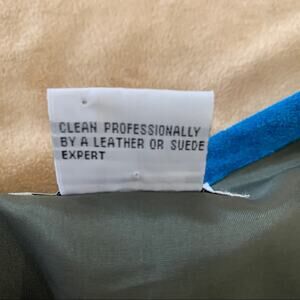 CLEAN PROFESSIONALLY
BY A LEATHER OR SUEDE
EXPERT